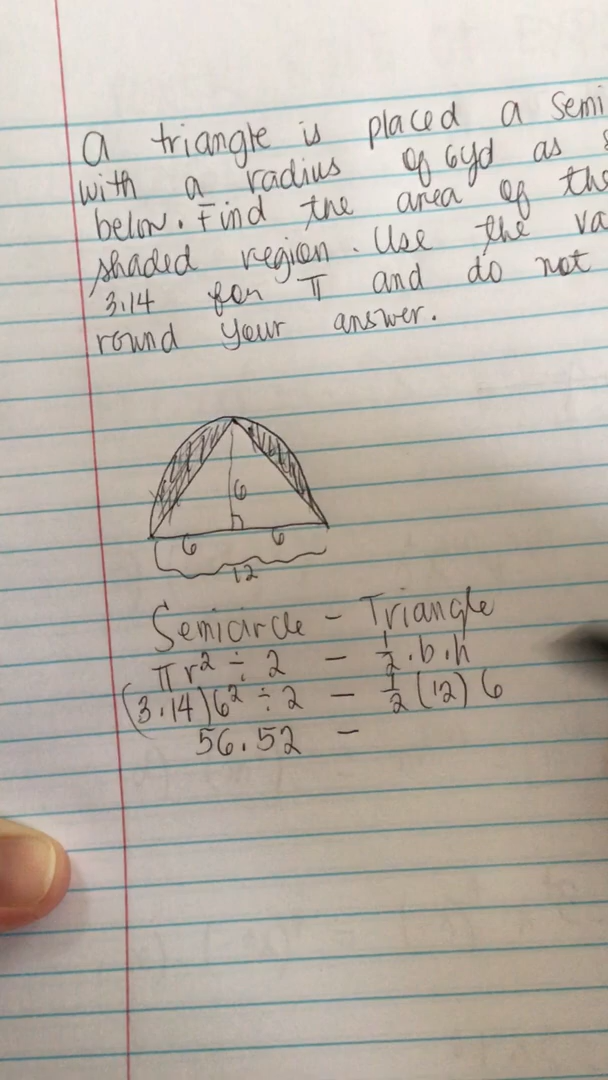 a triangle is placed a semi
with a radius of 6yd as
below. Find the area of the
shaded region. Use the va
3.14 for π and do not
round your answer.
6
6 6
12
Semicircle - Triangle
πr² ÷ 2 - 1/2 · b · h
(3.14)6² ÷ 2 - 1/2 (12) 6
56.52 -